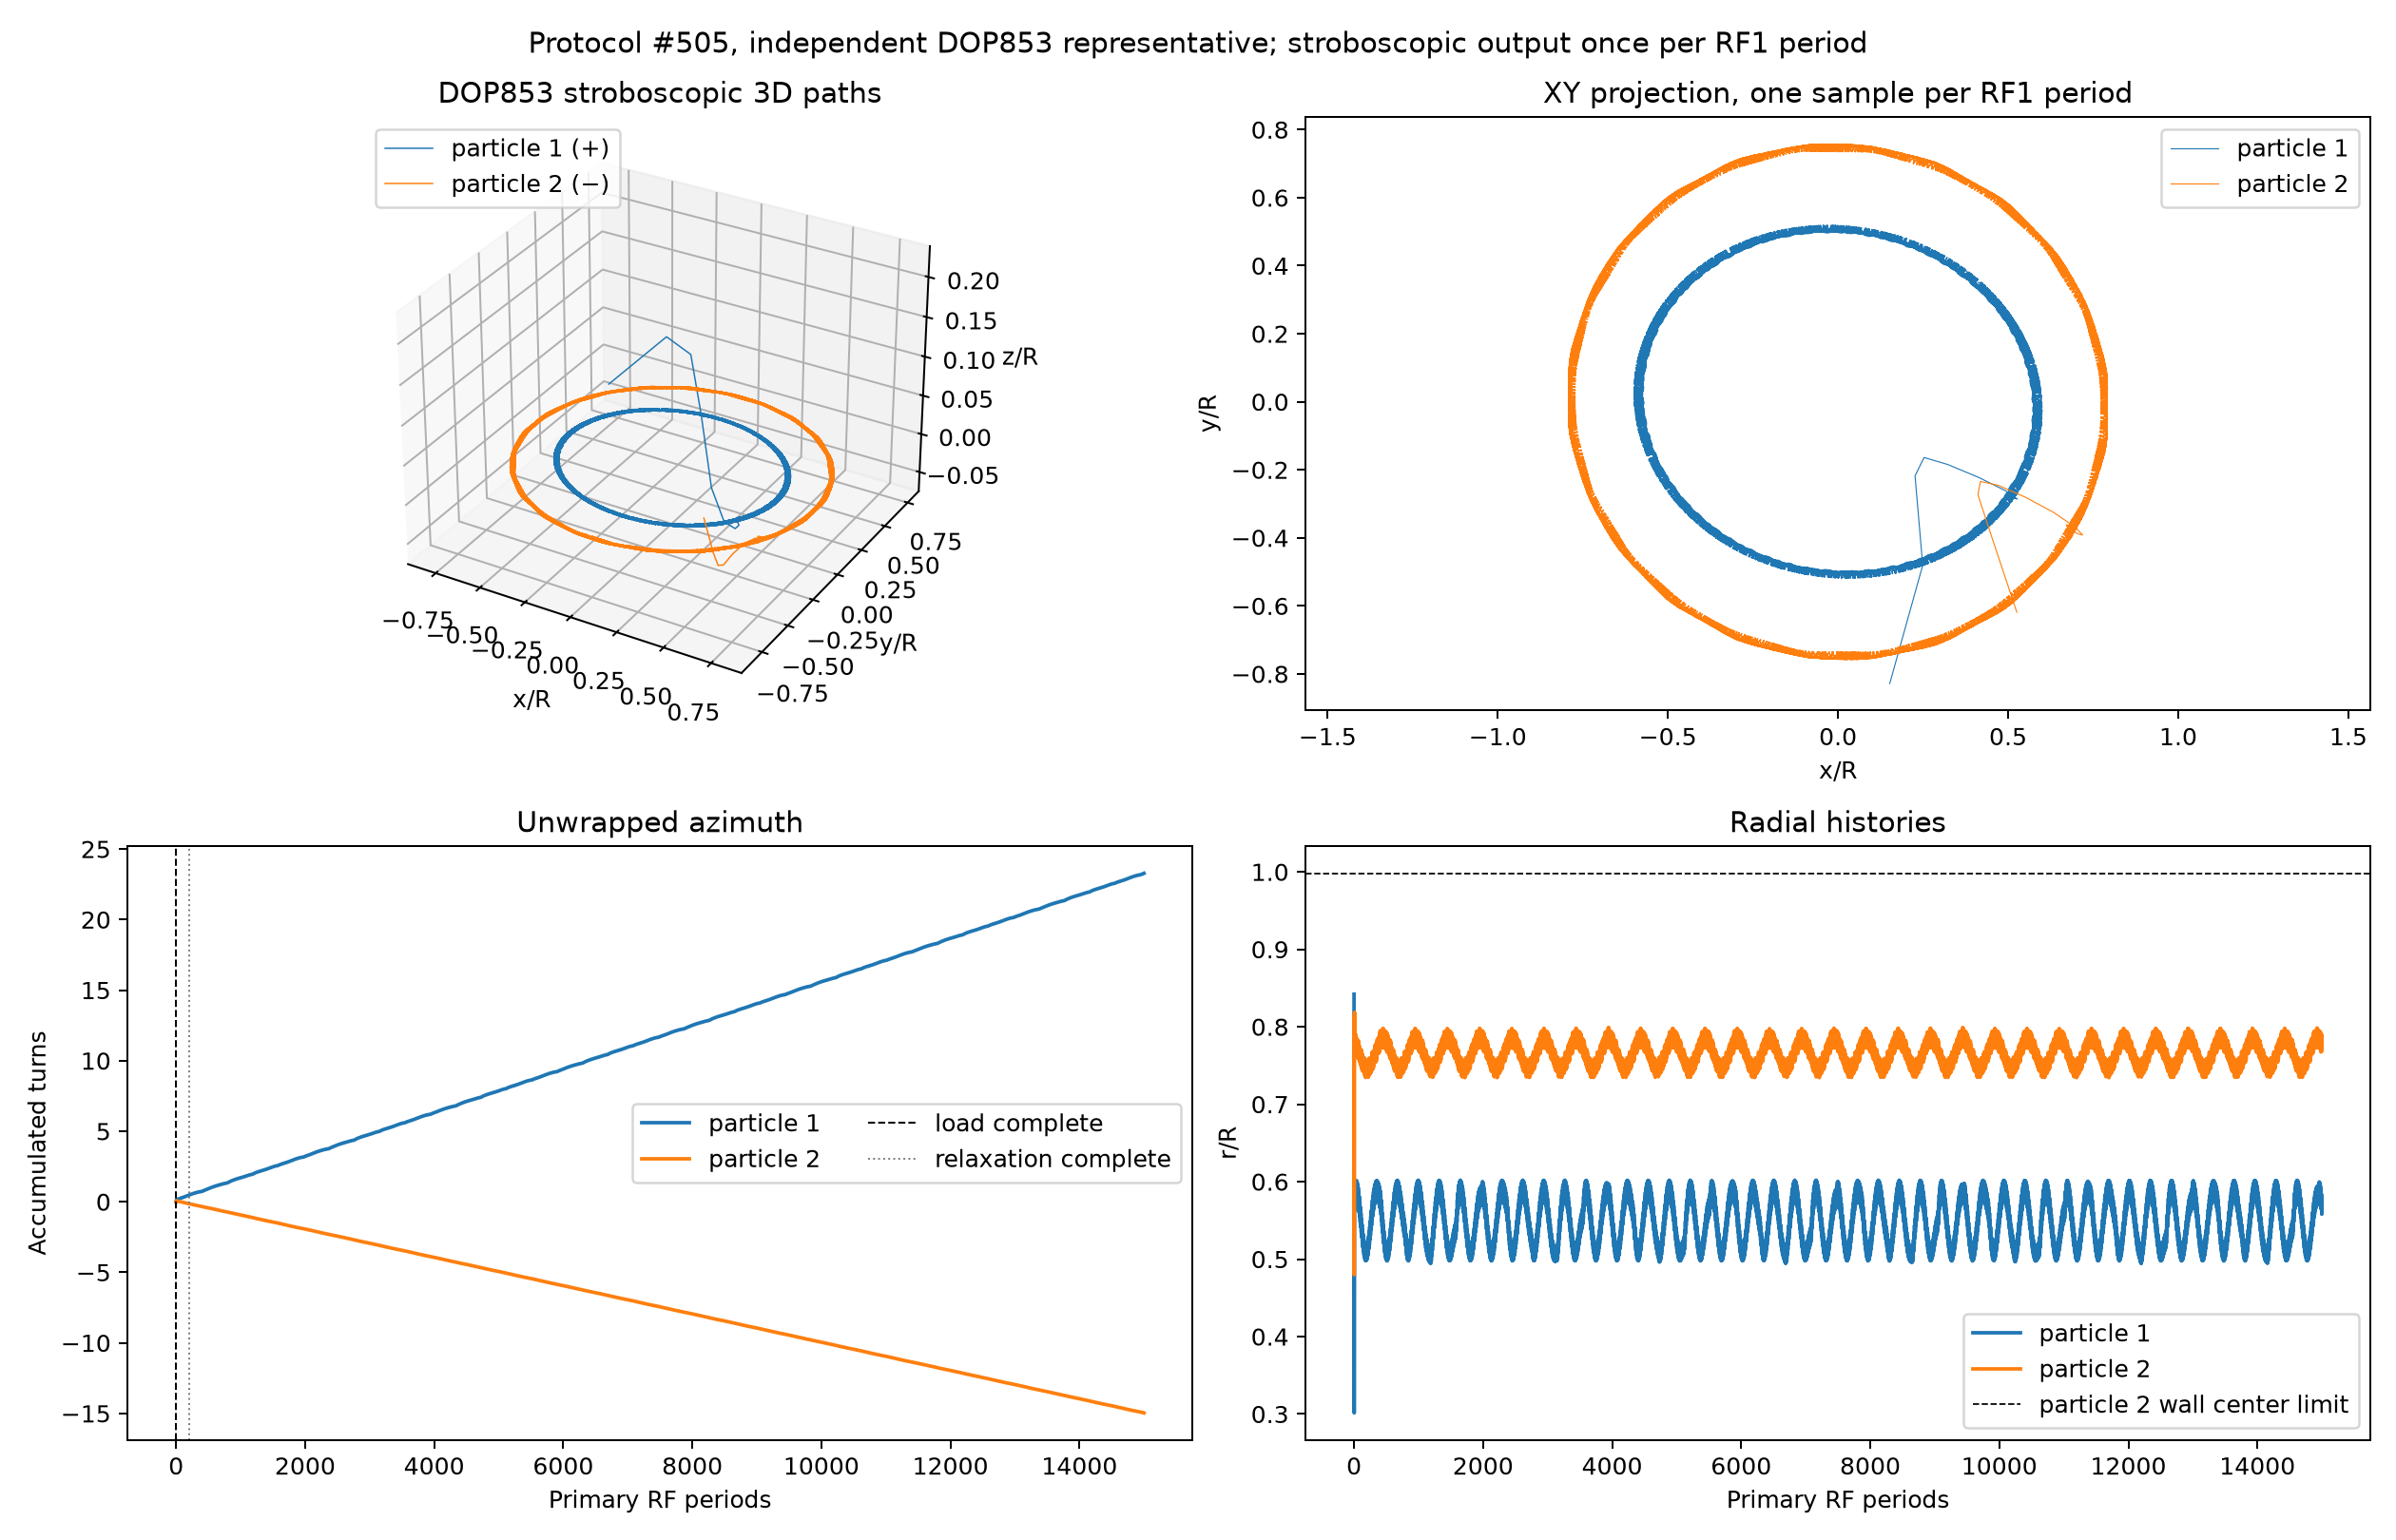 Protocol #505, independent DOP853 representative; stroboscopic output once per RF1 period
DOP853 stroboscopic 3D paths
particle 1 (+)
particle 2 (−)
0.20
0.15
0.10
0.05
0.00
−0.05
z/R
0.75
0.50
0.25
0.00
−0.25
−0.50
−0.75
y/R
−0.75
−0.50
−0.25
0.00
0.25
0.50
0.75
x/R
XY projection, one sample per RF1 period
particle 1
particle 2
0.8
0.6
0.4
0.2
0.0
−0.2
−0.4
−0.6
−0.8
y/R
−1.5 −1.0 −0.5 0.0 0.5 1.0 1.5
x/R
Unwrapped azimuth
25
20
15
10
5
0
−5
−10
−15
Accumulated turns
particle 1
particle 2
load complete
relaxation complete
0 2000 4000 6000 8000 10000 12000 14000
Primary RF periods
Radial histories
1.0
0.9
0.8
0.7
0.6
0.5
0.4
0.3
r/R
particle 1
particle 2
particle 2 wall center limit
0 2000 4000 6000 8000 10000 12000 14000
Primary RF periods